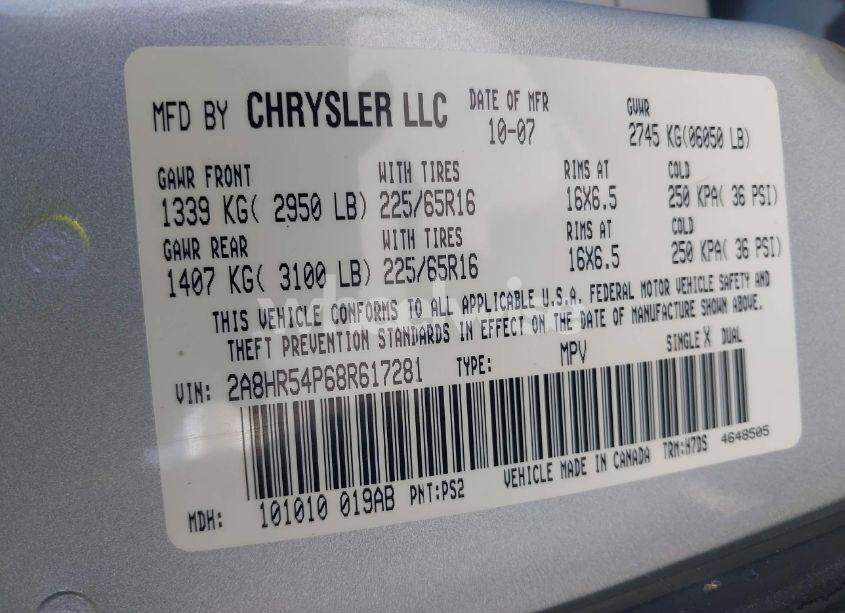 MFD BY CHRYSLER LLC DATE OF MFR 10-07 GVWR 2745 KG(06050 LB)
GAWR FRONT WITH TIRES RIMS AT COLD
1339 KG( 2950 LB) 225/65R16 16X6.5 250 KPA( 36 PSI)
GAWR REAR WITH TIRES RIMS AT COLD
1407 KG( 3100 LB) 225/65R16 16X6.5 250 KPA( 36 PSI)
THIS VEHICLE CONFORMS TO ALL APPLICABLE U.S.A. FEDERAL MOTOR VEHICLE SAFETY AND
THEFT PREVENTION STANDARDS IN EFFECT ON THE DATE OF MANUFACTURE SHOWN ABOVE.
VIN: 2A8HR54P68R617281 TYPE: MPV SINGLE X DUAL
MDH: 101010 019AB PNT:PS2 VEHICLE MADE IN CANADA TRM:H7DS 4648505